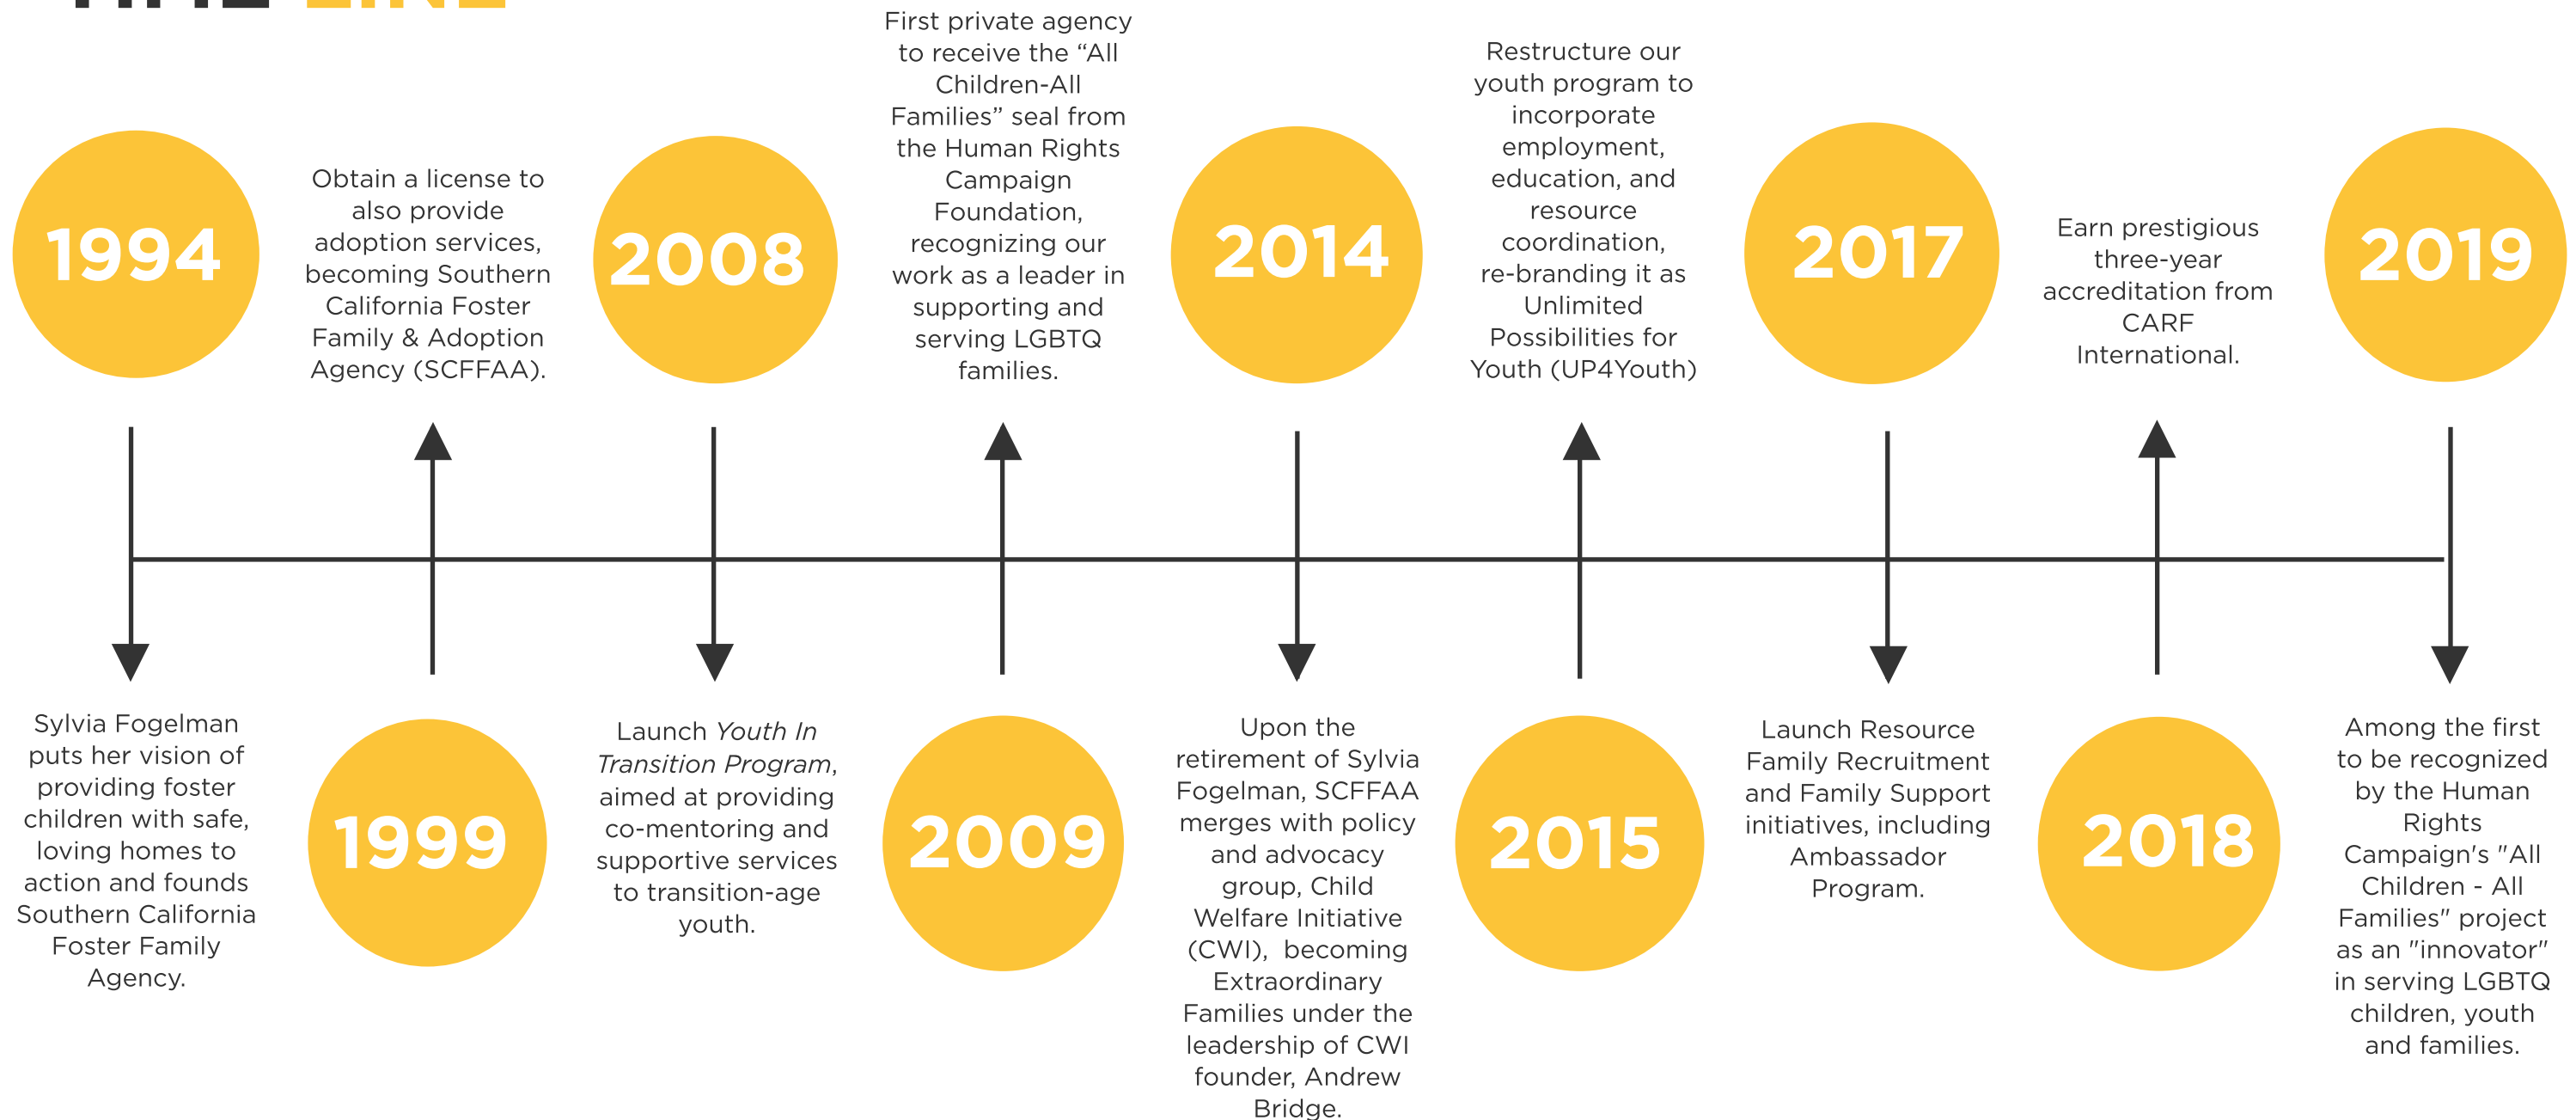 TIME LINE
1994
Sylvia Fogelman
puts her vision of
providing foster
children with safe,
loving homes to
action and founds
Southern California
Foster Family
Agency.
Obtain a license to
also provide
adoption services,
becoming Southern
California Foster
Family & Adoption
Agency (SCFFAA).
1999
2008
Launch Youth In
Transition Program,
aimed at providing
co-mentoring and
supportive services
to transition-age
youth.
First private agency
to receive the “All
Children-All
Families” seal from
the Human Rights
Campaign
Foundation,
recognizing our
work as a leader in
supporting and
serving LGBTQ
families.
2009
2014
Upon the
retirement of Sylvia
Fogelman, SCFFAA
merges with policy
and advocacy
group, Child
Welfare Initiative
(CWI),  becoming
Extraordinary
Families under the
leadership of CWI
founder, Andrew
Bridge.
Restructure our
youth program to
incorporate
employment,
education, and
resource
coordination,
re-branding it as
Unlimited
Possibilities for
Youth (UP4Youth)
2015
2017
Launch Resource
Family Recruitment
and Family Support
initiatives, including
Ambassador
Program.
Earn prestigious
three-year
accreditation from
CARF
International.
2018
2019
Among the first
to be recognized
by the Human
Rights
Campaign's "All
Children - All
Families" project
as an "innovator"
in serving LGBTQ
children, youth
and families.